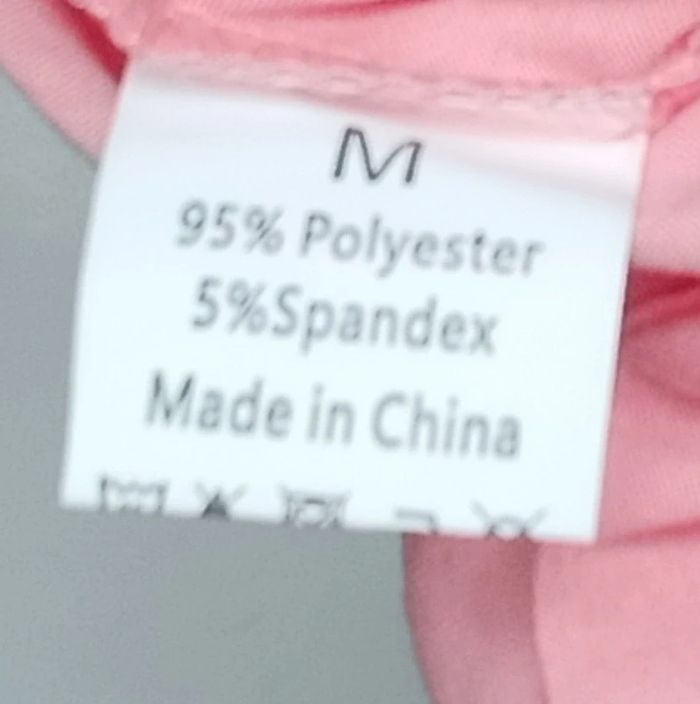 M
95% Polyester
5%Spandex
Made in China